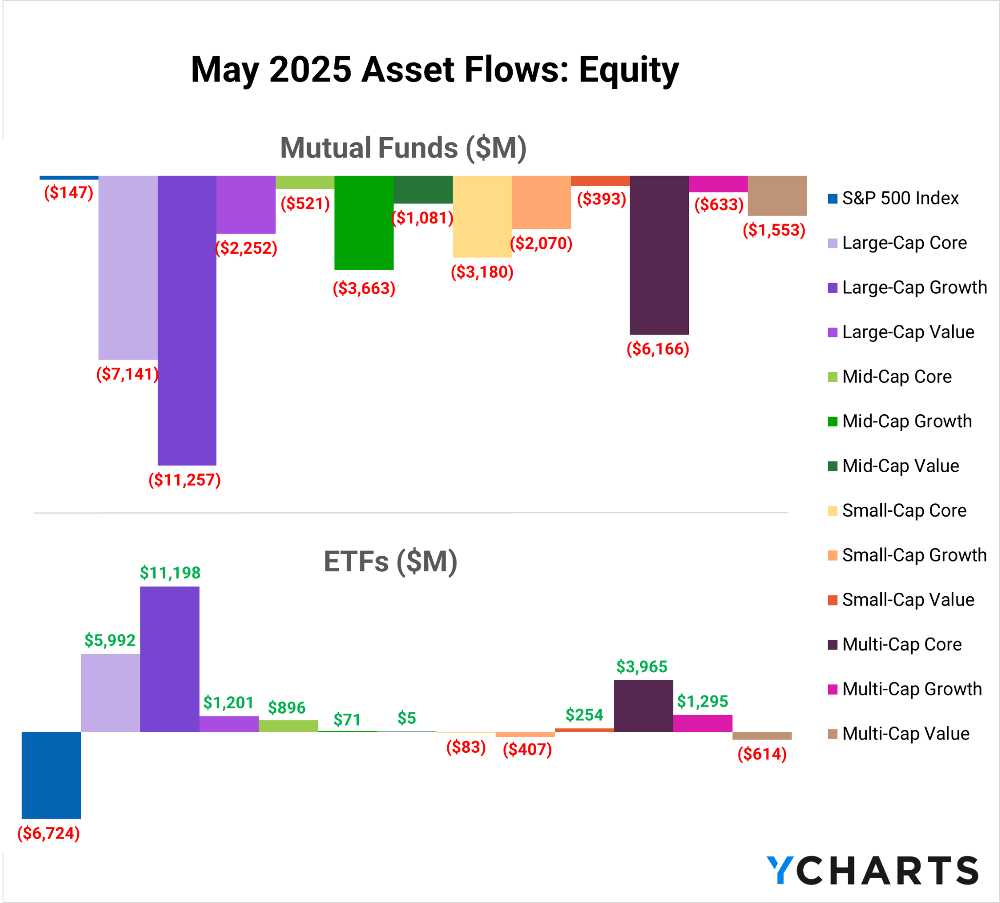 May 2025 Asset Flows: Equity
Mutual Funds ($M)
($147)
($7,141)
($11,257)
($2,252)
($521)
($3,663)
($1,081)
($3,180)
($2,070)
($393)
($6,166)
($633)
($1,553)
ETFs ($M)
($6,724)
$5,992
$11,198
$1,201
$896
$71
$5
($83)
($407)
$254
$3,965
$1,295
($614)
S&P 500 Index
Large-Cap Core
Large-Cap Growth
Large-Cap Value
Mid-Cap Core
Mid-Cap Growth
Mid-Cap Value
Small-Cap Core
Small-Cap Growth
Small-Cap Value
Multi-Cap Core
Multi-Cap Growth
Multi-Cap Value
YCHARTS